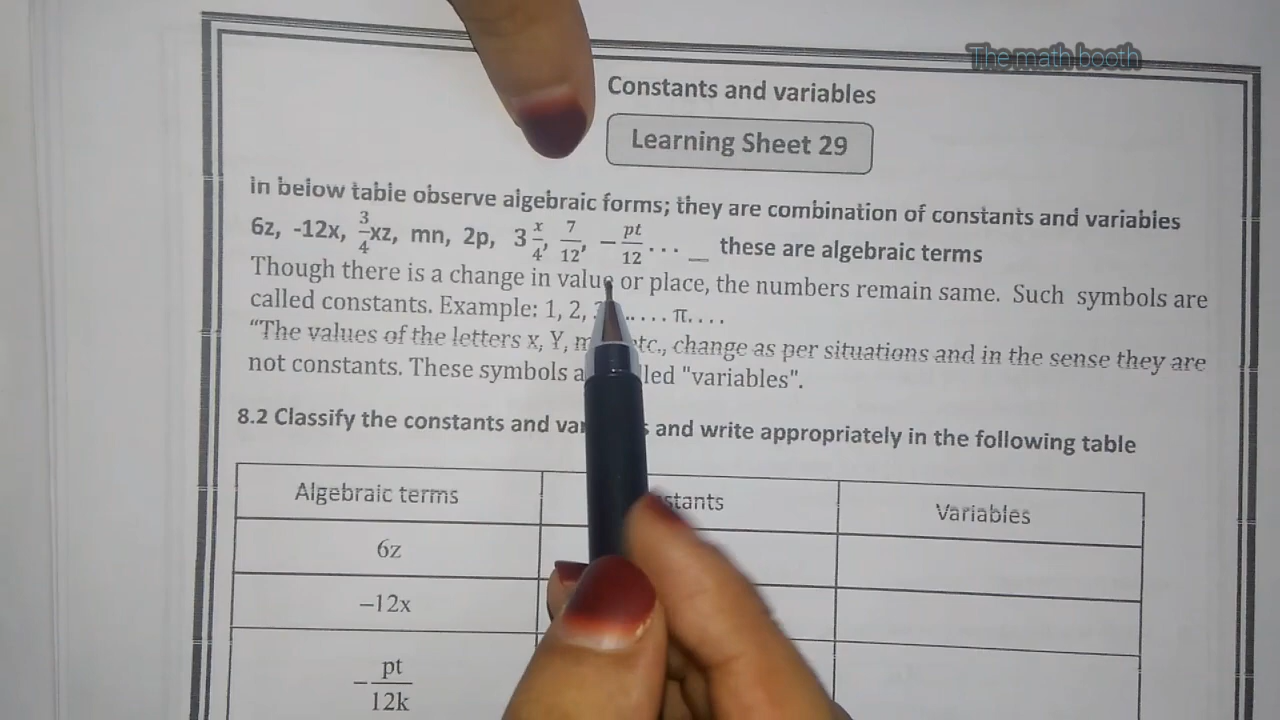 The math booth
Constants and variables
Learning Sheet 29
in below table observe algebraic forms; they are combination of constants and variables
6z, -12x, 3/4 xz, mn, 2p, 3 x/4, 7/12, − pt/12 ... _ these are algebraic terms
Though there is a change in value or place, the numbers remain same. Such symbols are
called constants. Example: 1, 2, ..... π....
“The values of the letters x, Y, etc., change as per situations and in the sense they are
not constants. These symbols "variables".
8.2 Classify the constants and and write appropriately in the following table
Algebraic terms Variables
6z
–12x
− pt/12k